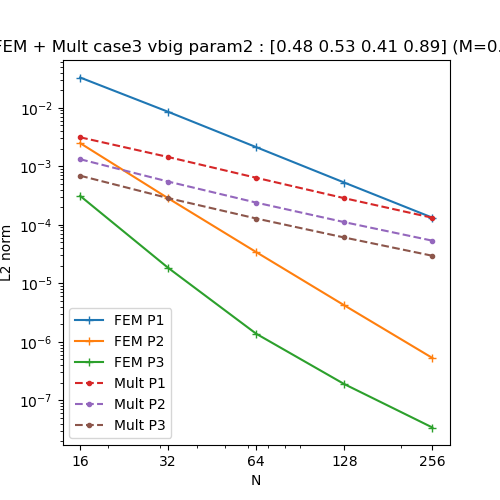 FEM + Mult case3 vbig param2 : [0.48 0.53 0.41 0.89] (M=0.
10⁻²
10⁻³
10⁻⁴
10⁻⁵
10⁻⁶
10⁻⁷
L2 norm
FEM P1
FEM P2
FEM P3
Mult P1
Mult P2
Mult P3
16 32 64 128 256
N